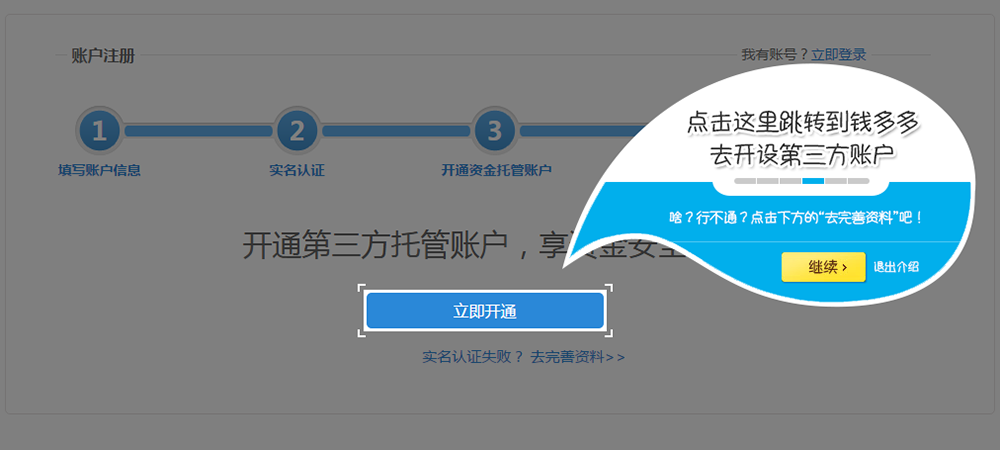 账户注册
我有账号？立即登录
1
2
3
填写账户信息
实名认证
开通资金托管账户
点击这里跳转到钱多多
去开设第三方账户
啥？行不通？点击下方的“去完善资料”吧！
继续 >
退出介绍
开通第三方托管账户，享资金安全
立即开通
实名认证失败？ 去完善资料>>